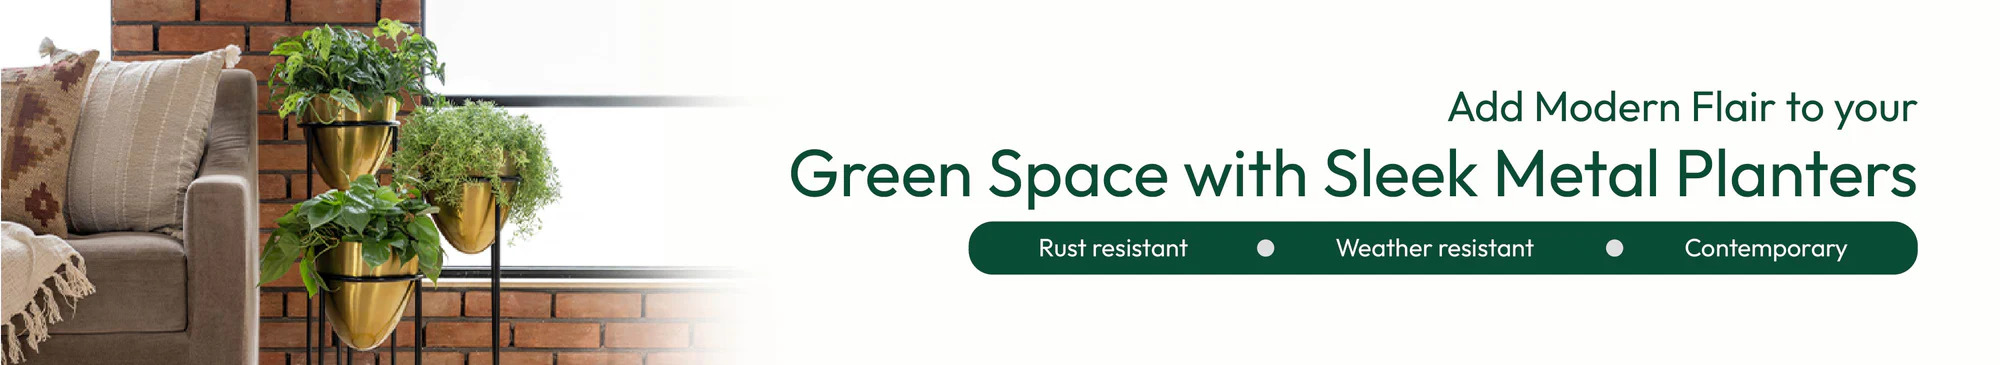 Add Modern Flair to your
Green Space with Sleek Metal Planters
Rust resistant ● Weather resistant ● Contemporary